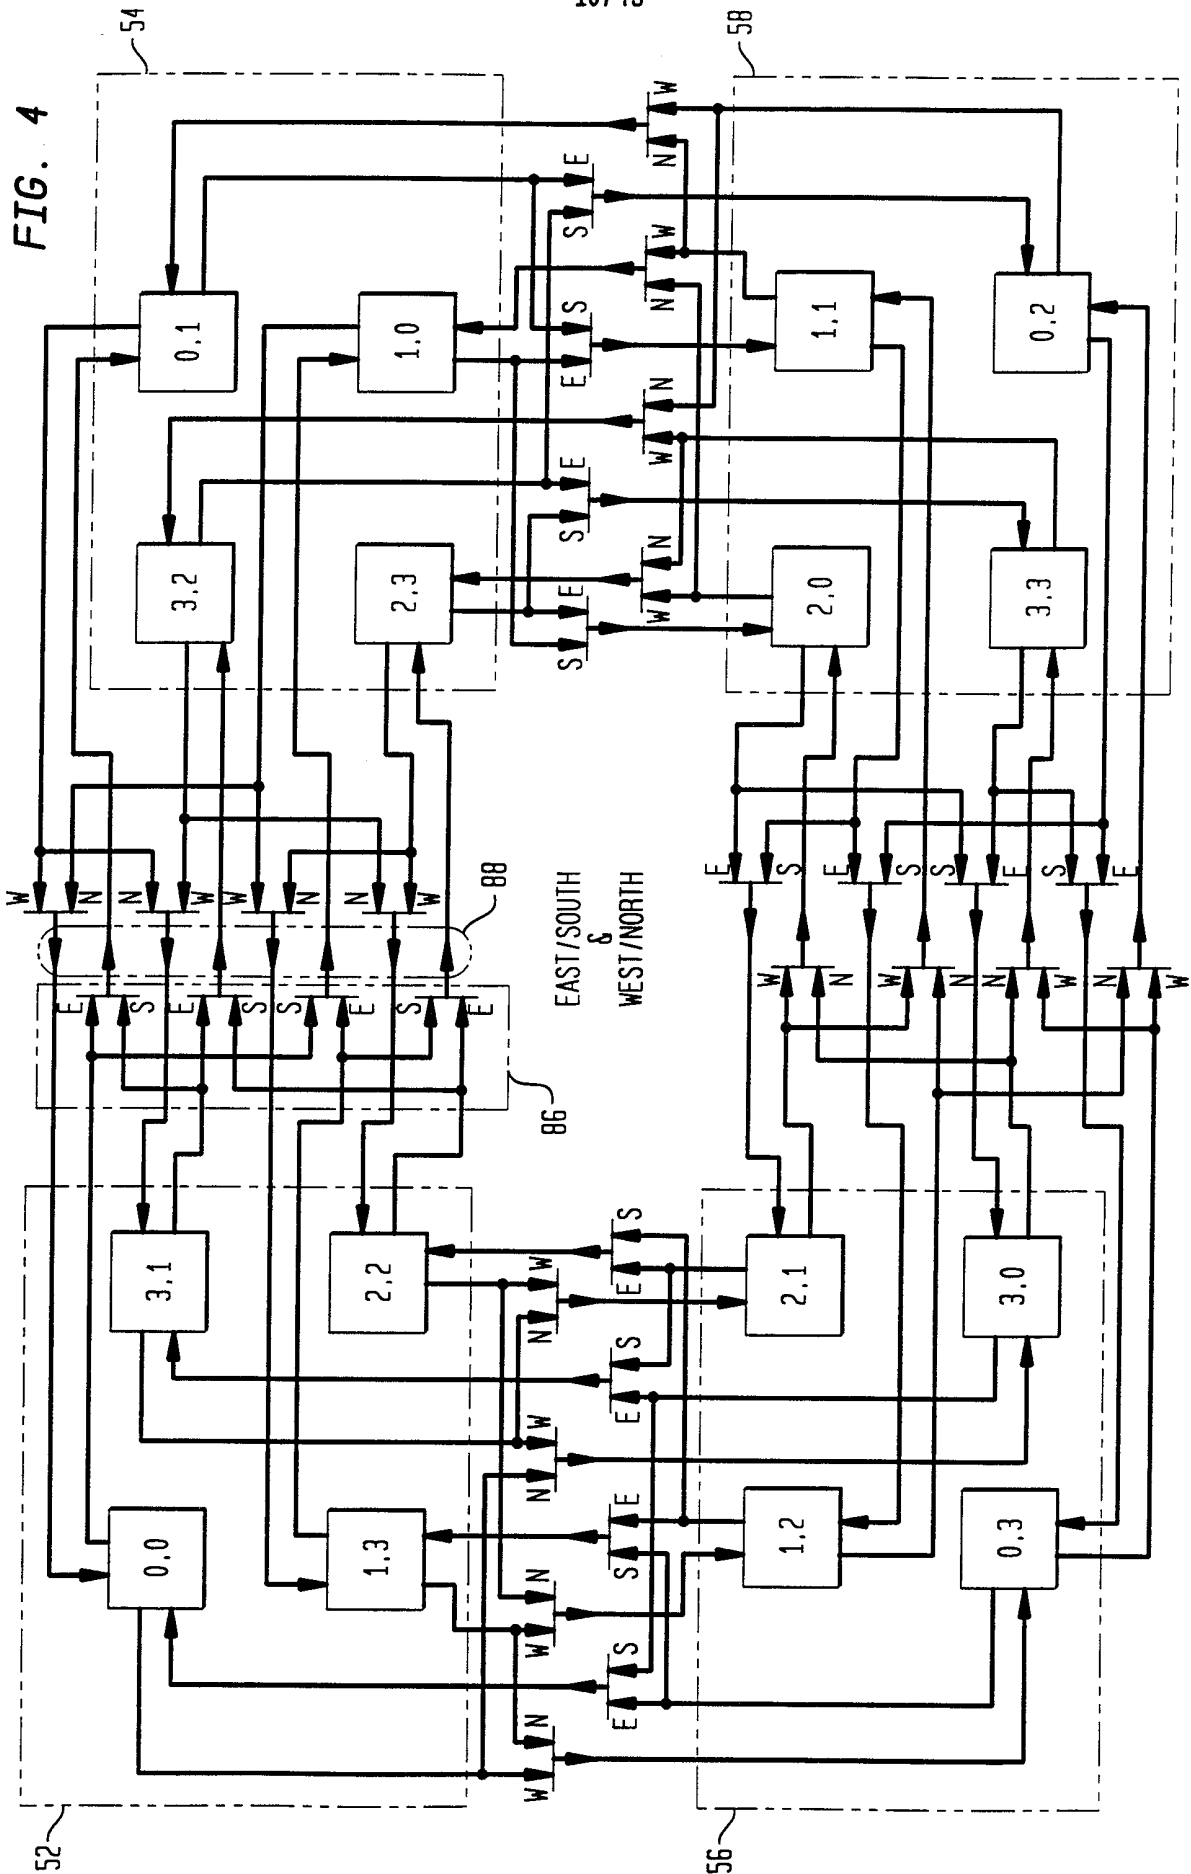 FIG. 4
52
54
0,0
3,1
3,2
0,1
1,3
2,2
2,3
1,0
E
S
E
S
S
E
S
E
W
N
N
W
W
N
N
W
86
88
W
N
W
N
N
W
N
W
E
S
S
E
E
S
E
S
EAST/SOUTH
&
WEST/NORTH
S
E
S
E
E
S
S
E
W
N
W
N
N
W
N
W
56
58
1,2
2,1
2,0
1,1
0,3
3,0
3,3
0,2
W
N
W
N
N
W
N
W
E
S
E
S
S
E
S
E